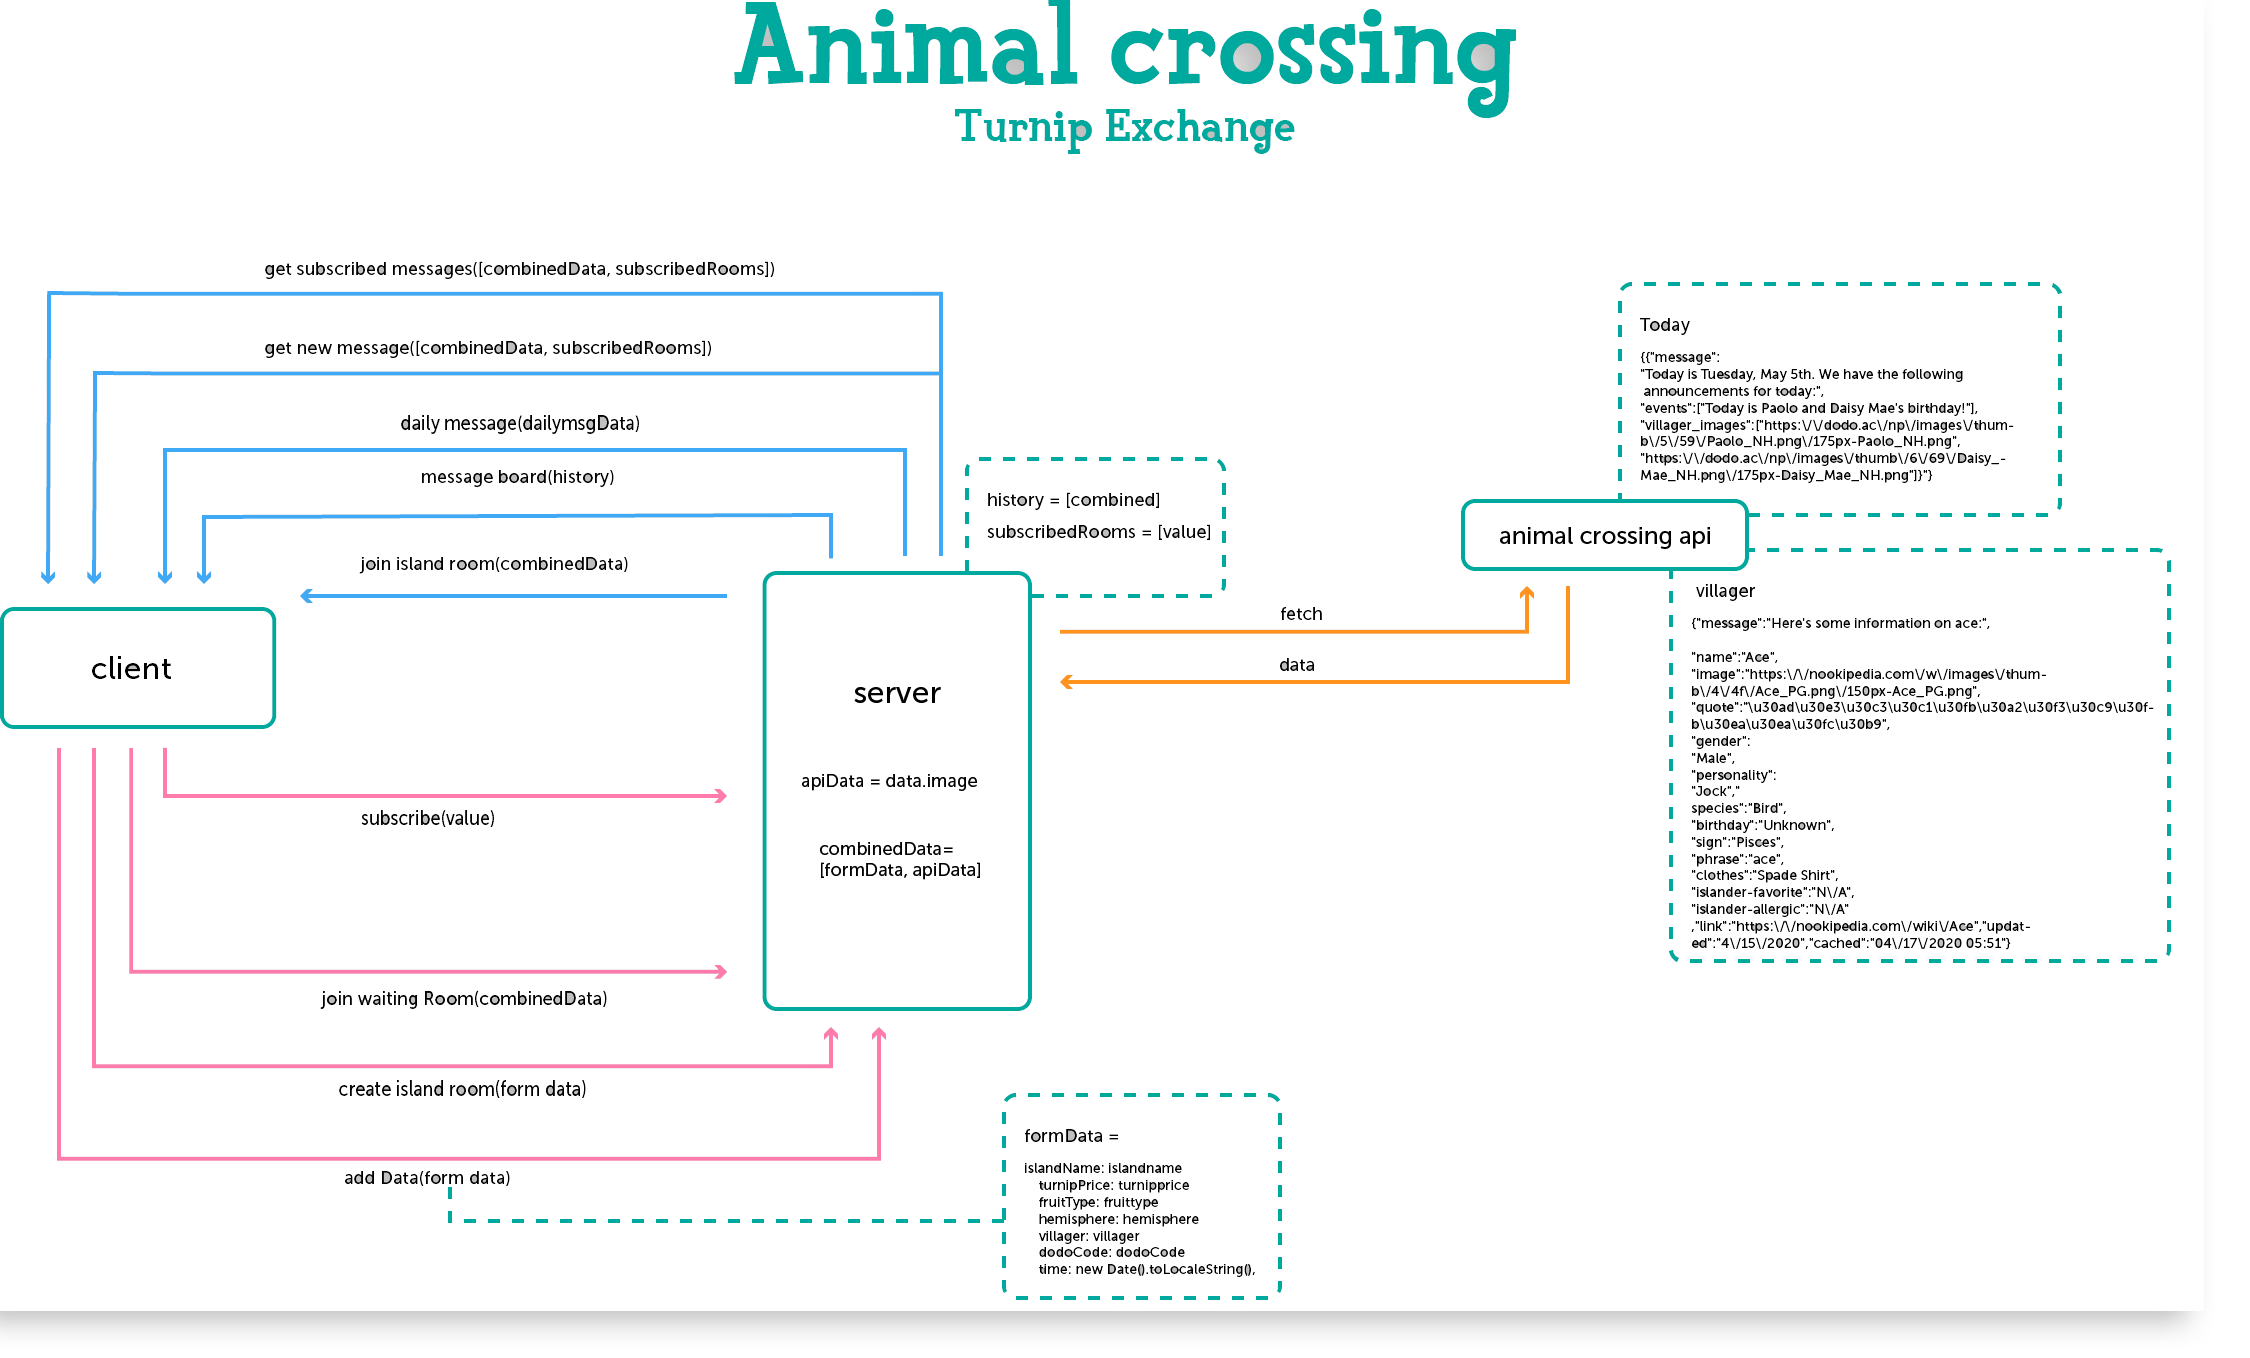 Animal crossing
Turnip Exchange
get subscribed messages([combinedData, subscribedRooms])
get new message([combinedData, subscribedRooms])
daily message(dailymsgData)
message board(history)
join island room(combinedData)
client
subscribe(value)
join waiting Room(combinedData)
create island room(form data)
add Data(form data)
history = [combined]
subscribedRooms = [value]
server
apiData = data.image
combinedData=
[formData, apiData]
formData =
islandName: islandname
turnipPrice: turnipprice
fruitType: fruittype
hemisphere: hemisphere
villager: villager
dodoCode: dodoCode
time: new Date().toLocaleString(),
fetch
data
animal crossing api
Today
{{"message":
"Today is Tuesday, May 5th. We have the following
announcements for today:",
"events":["Today is Paolo and Daisy Mae's birthday!"],
"villager_images":["https:\/\/dodo.ac\/np\/images\/thum-
b\/5\/59\/Paolo_NH.png\/175px-Paolo_NH.png",
"https:\/\/dodo.ac\/np\/images\/thumb\/6\/69\/Daisy_-
Mae_NH.png\/175px-Daisy_Mae_NH.png"]}"}
villager
{"message":"Here's some information on ace:",
"name":"Ace",
"image":"https:\/\/nookipedia.com\/w\/images\/thum-
b\/4\/4f\/Ace_PG.png\/150px-Ace_PG.png",
"quote":"\u30ad\u30e3\u30c3\u30c1\u30fb\u30a2\u30f3\u30c9\u30f-
b\u30ea\u30ea\u30fc\u30b9",
"gender":
"Male",
"personality":
"Jock","
species":"Bird",
"birthday":"Unknown",
"sign":"Pisces",
"phrase":"ace",
"clothes":"Spade Shirt",
"islander-favorite":"N\/A",
"islander-allergic":"N\/A"
,"link":"https:\/\/nookipedia.com\/wiki\/Ace","updat-
ed":"4\/15\/2020","cached":"04\/17\/2020 05:51"}